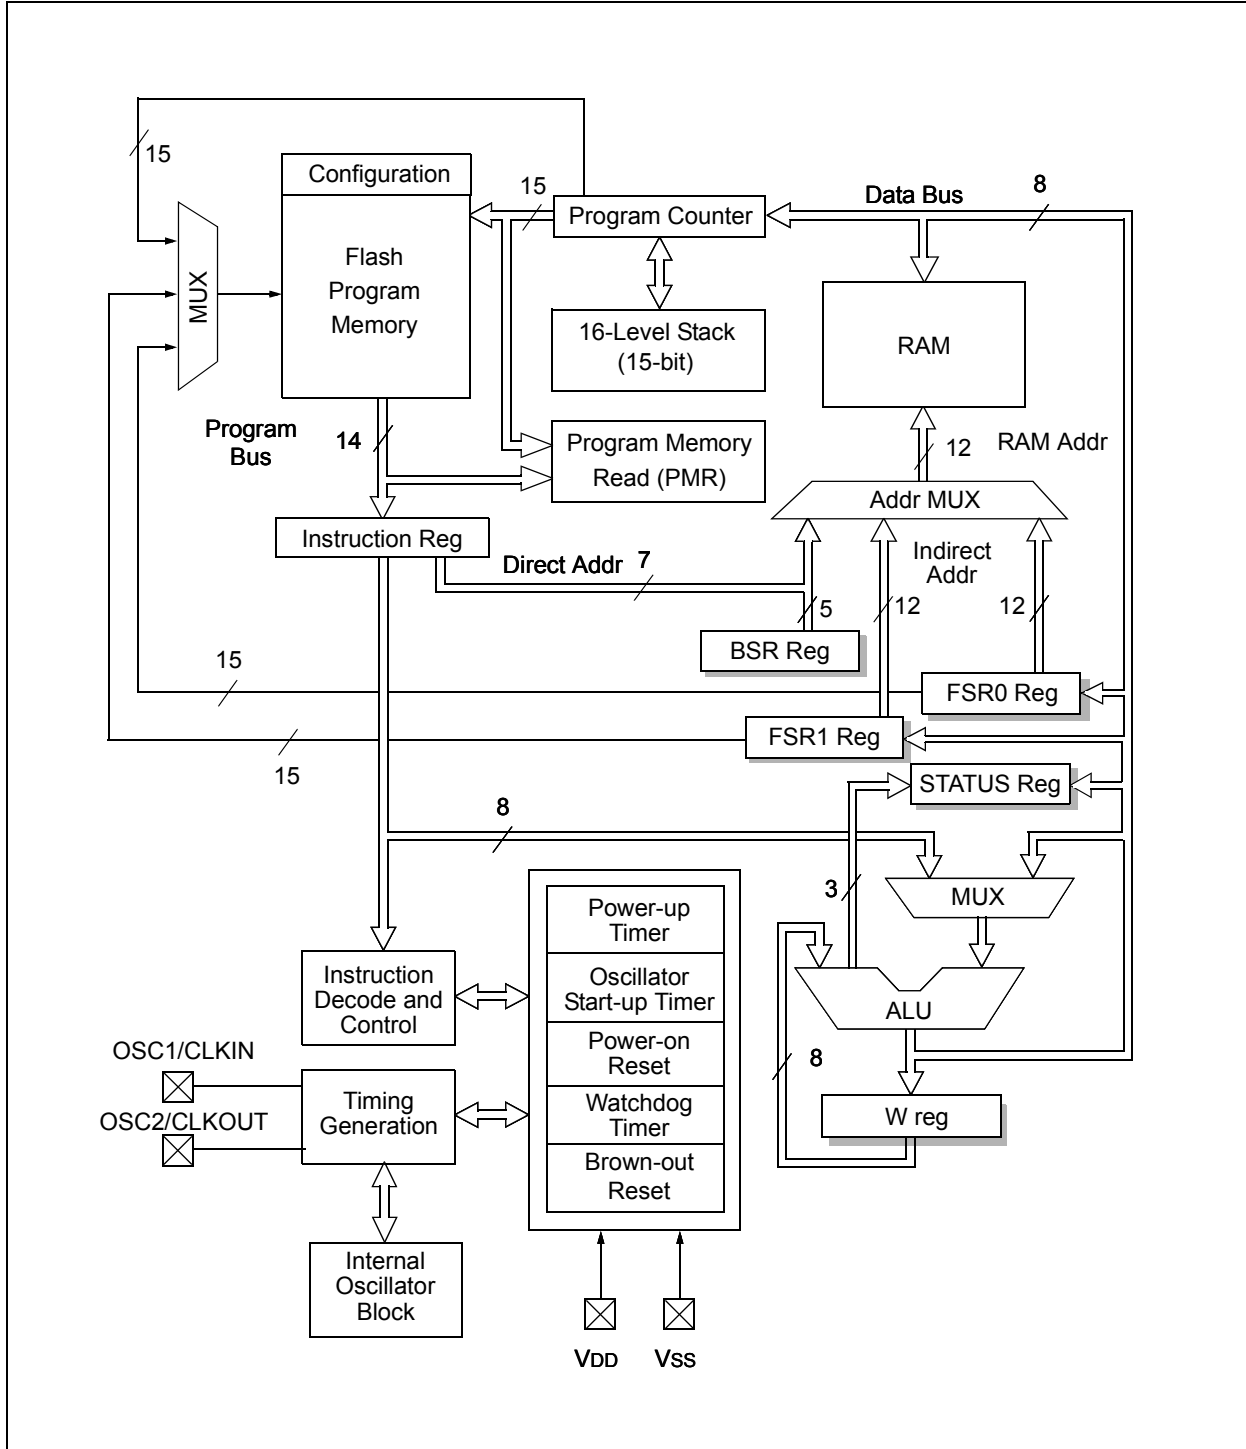 15
Configuration
15
Data Bus
8
Program Counter
MUX
Flash
Program
Memory
16-Level Stack
(15-bit)
RAM
Program
Bus
14
Program Memory
Read (PMR)
12
RAM Addr
Addr MUX
Instruction Reg
Direct Addr
7
Indirect
Addr
5
12
12
BSR Reg
15
FSR0 Reg
FSR1 Reg
15
STATUS Reg
8
3
MUX
Power-up
Timer
Instruction
Decode and
Control
Oscillator
Start-up Timer
ALU
OSC1/CLKIN
Power-on
Reset
8
OSC2/CLKOUT
Timing
Generation
Watchdog
Timer
W reg
Brown-out
Reset
Internal
Oscillator
Block
VDD
VSS